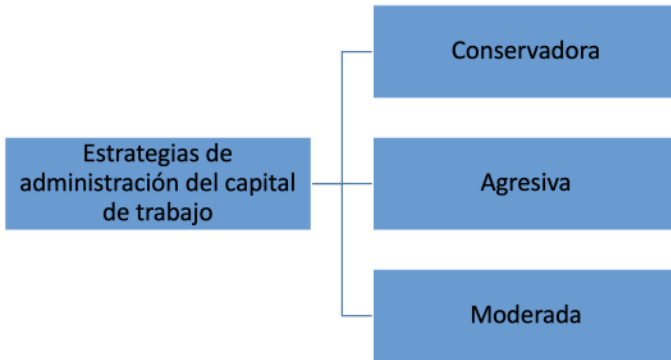 Conservadora
Estrategias de
administración del capital
de trabajo
Agresiva
Moderada